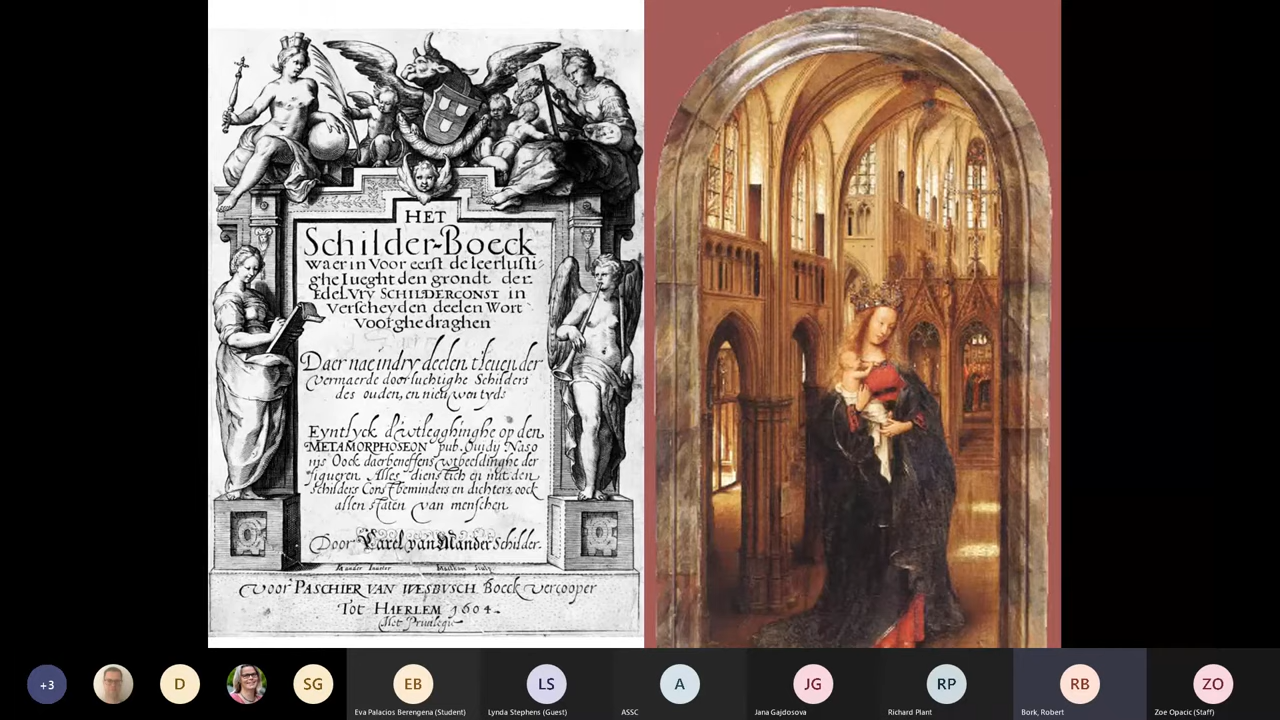 HET
Schilder-Boeck
waer in Voor eerst de leerlusti-
ghe Iueght den grondt der
Edel Vry SCHILDERCONST in
Verscheyden deelen Wort
Voorghedraghen
Daer nae in dry deelen t'leuen der
vermaerde doorluchtighe Schilders
des ouden, en nieuwen tyds
Eyntlyck d'wtlegghinghe op den
METAMORPHOSEON pub. Ouidij Naso
nis Oock daerbeneffens wtbeeldinghe der
figueren Alles dienstich en nut den
schilders Constbeminders en dichters, oock
allen staten van menschen
Door Karel van Mander Schilder-
Mander Inuetor
Voor PASCHIER VAN WESBVSCH Boeck vercooper
Tot HAERLEM 1604
Met Privilegie
+3
D
SG
EB
LS
A
JG
RP
RB
ZO
Eva Palacios Berengena (Student)
Lynda Stephens (Guest)
ASSC
Jana Gajdosova
Richard Plant
Bork, Robert
Zoe Opacic (Staff)